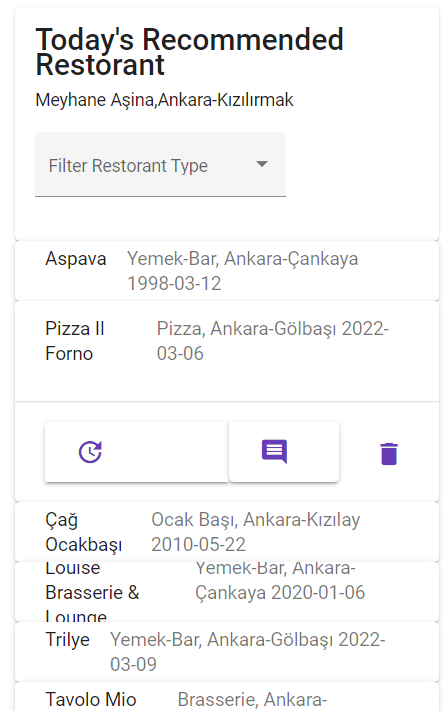 Today's Recommended
Restorant
Meyhane Aşina,Ankara-Kızılırmak
Filter Restorant Type
Aspava
Yemek-Bar, Ankara-Çankaya
1998-03-12
Pizza Il
Forno
Pizza, Ankara-Gölbaşı 2022-
03-06
Çağ
Ocakbaşı
Ocak Başı, Ankara-Kızılay
2010-05-22
Louise
Brasserie &
Lounge
Yemek-Bar, Ankara-
Çankaya 2020-01-06
Trilye
Yemek-Bar, Ankara-Gölbaşı 2022-
03-09
Tavolo Mio
Brasserie, Ankara-